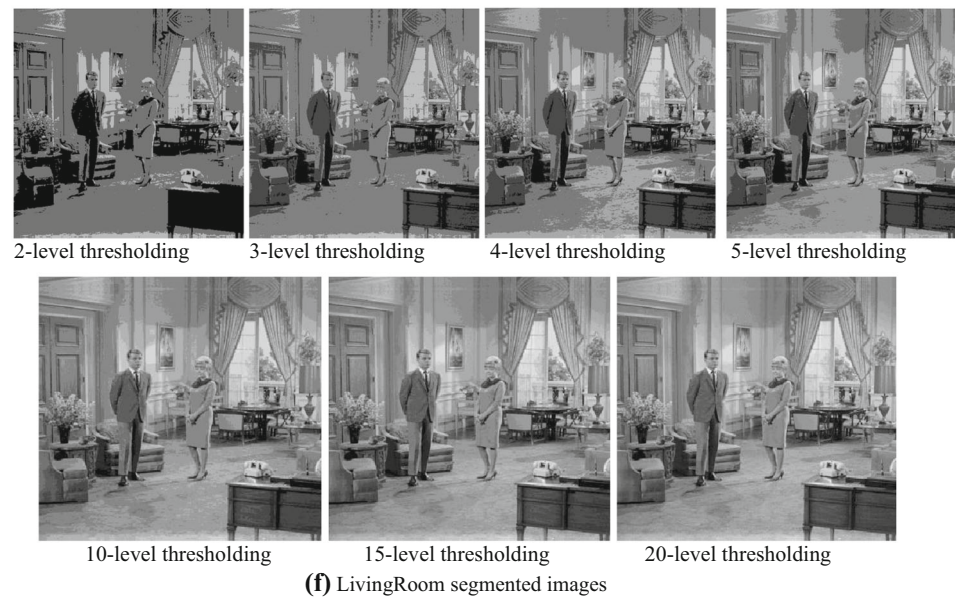 2-level thresholding 3-level thresholding 4-level thresholding 5-level thresholding
10-level thresholding 15-level thresholding 20-level thresholding
(f) LivingRoom segmented images